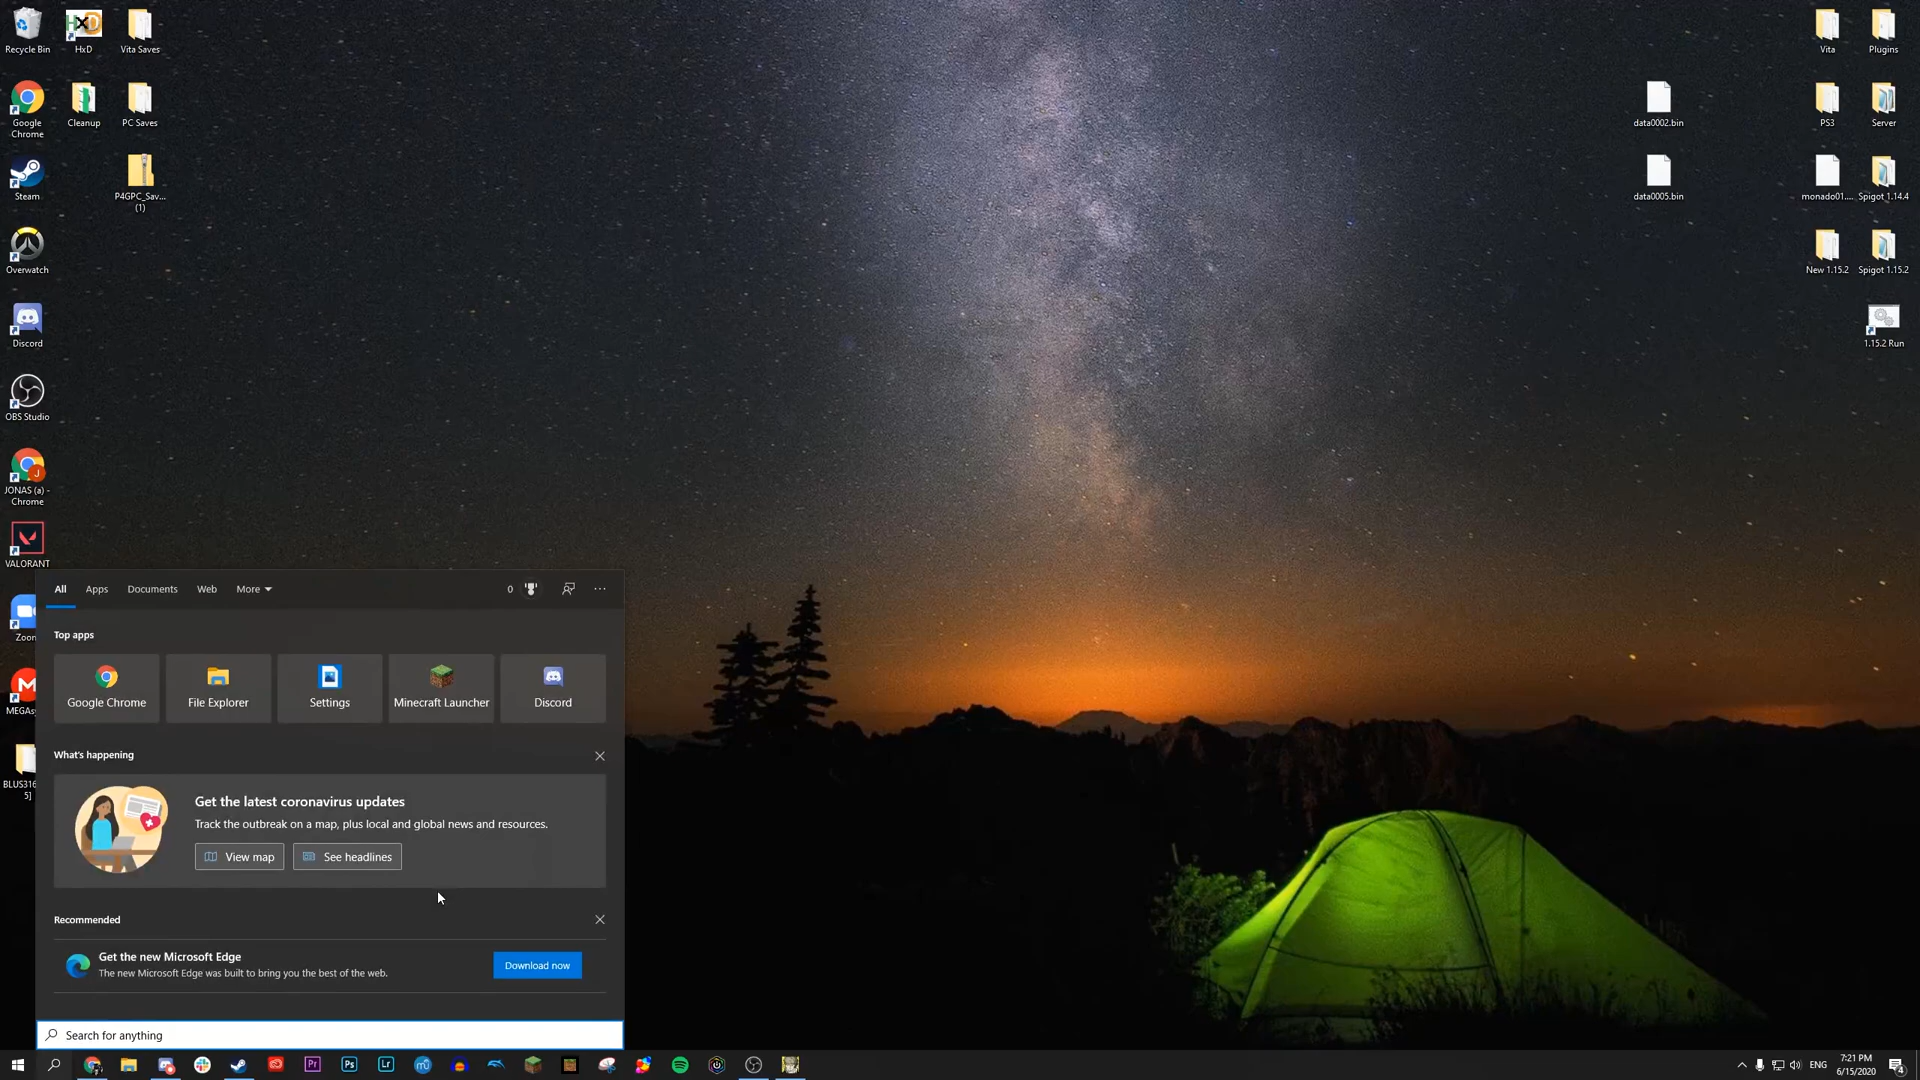 Recycle Bin
HxD
Vita Saves
Google
Chrome
Cleanup
PC Saves
Steam
P4GPC_Sav...
(1)
Overwatch
Discord
OBS Studio
JONAS (a) -
Chrome
VALORANT
Zoom
MEGAsy
BLUS316
5]
data0002.bin
data0005.bin
Vita
Plugins
PS3
Server
monado01....
Spigot 1.14.4
New 1.15.2
Spigot 1.15.2
1.15.2 Run
All
Apps
Documents
Web
More
0
Top apps
Google Chrome
File Explorer
Settings
Minecraft Launcher
Discord
What's happening
Get the latest coronavirus updates
Track the outbreak on a map, plus local and global news and resources.
View map
See headlines
Recommended
Get the new Microsoft Edge
The new Microsoft Edge was built to bring you the best of the web.
Download now
Search for anything
Pr
Ps
Lr
ENG
7:21 PM
6/15/2020
4